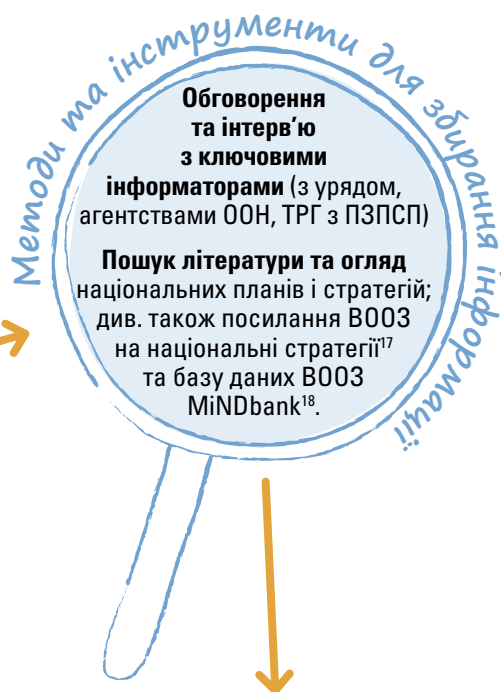 Методи та інструменти для збирання інформації
Обговорення
та інтерв’ю
з ключовими
інформаторами (з урядом,
агентствами ООН, ТРГ з ПЗПСП)
Пошук літератури та огляд
національних планів і стратегій;
див. також посилання ВООЗ
на національні стратегії¹⁷
та базу даних ВООЗ
MiNDbank¹⁸.